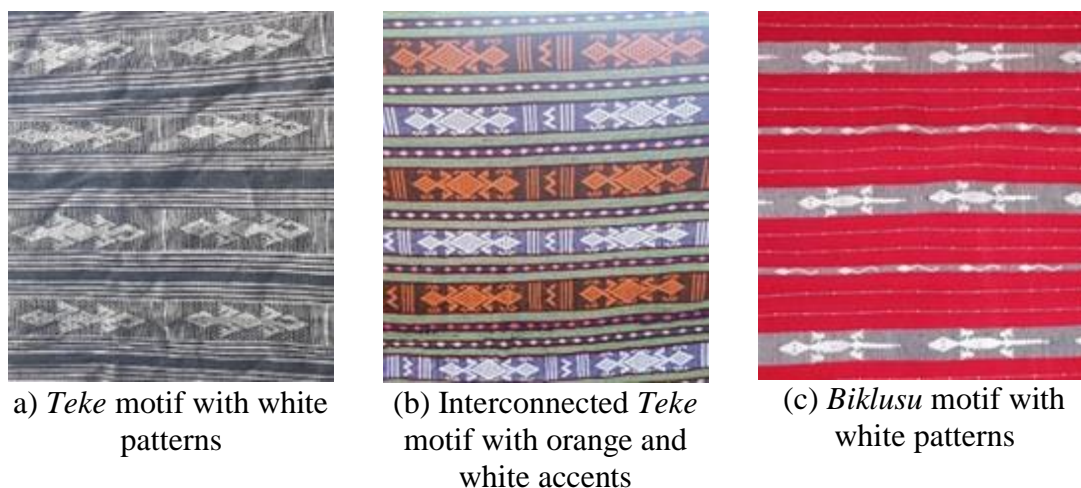 a) Teke motif with white
patterns
(b) Interconnected Teke
motif with orange and
white accents
(c) Biklusu motif with
white patterns